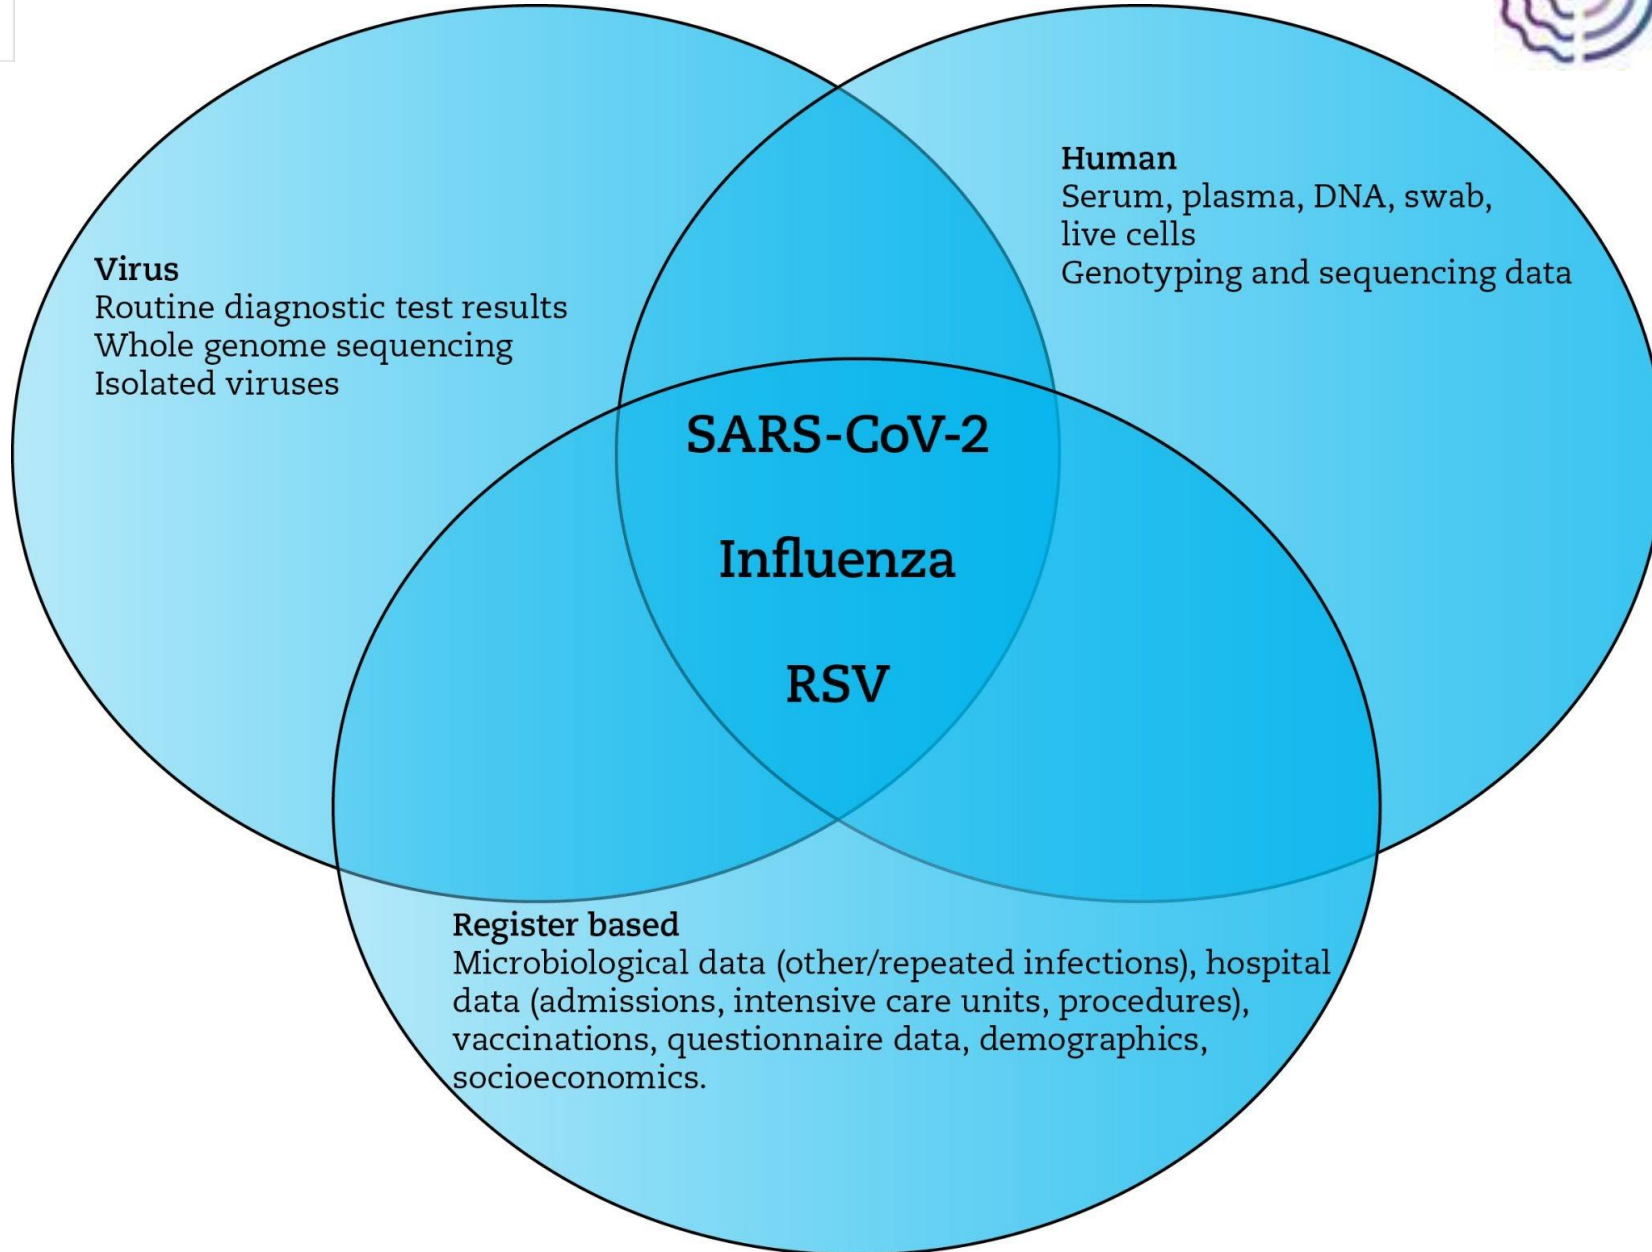 Virus
Routine diagnostic test results
Whole genome sequencing
Isolated viruses
Human
Serum, plasma, DNA, swab,
live cells
Genotyping and sequencing data
SARS-CoV-2
Influenza
RSV
Register based
Microbiological data (other/repeated infections), hospital
data (admissions, intensive care units, procedures),
vaccinations, questionnaire data, demographics,
socioeconomics.